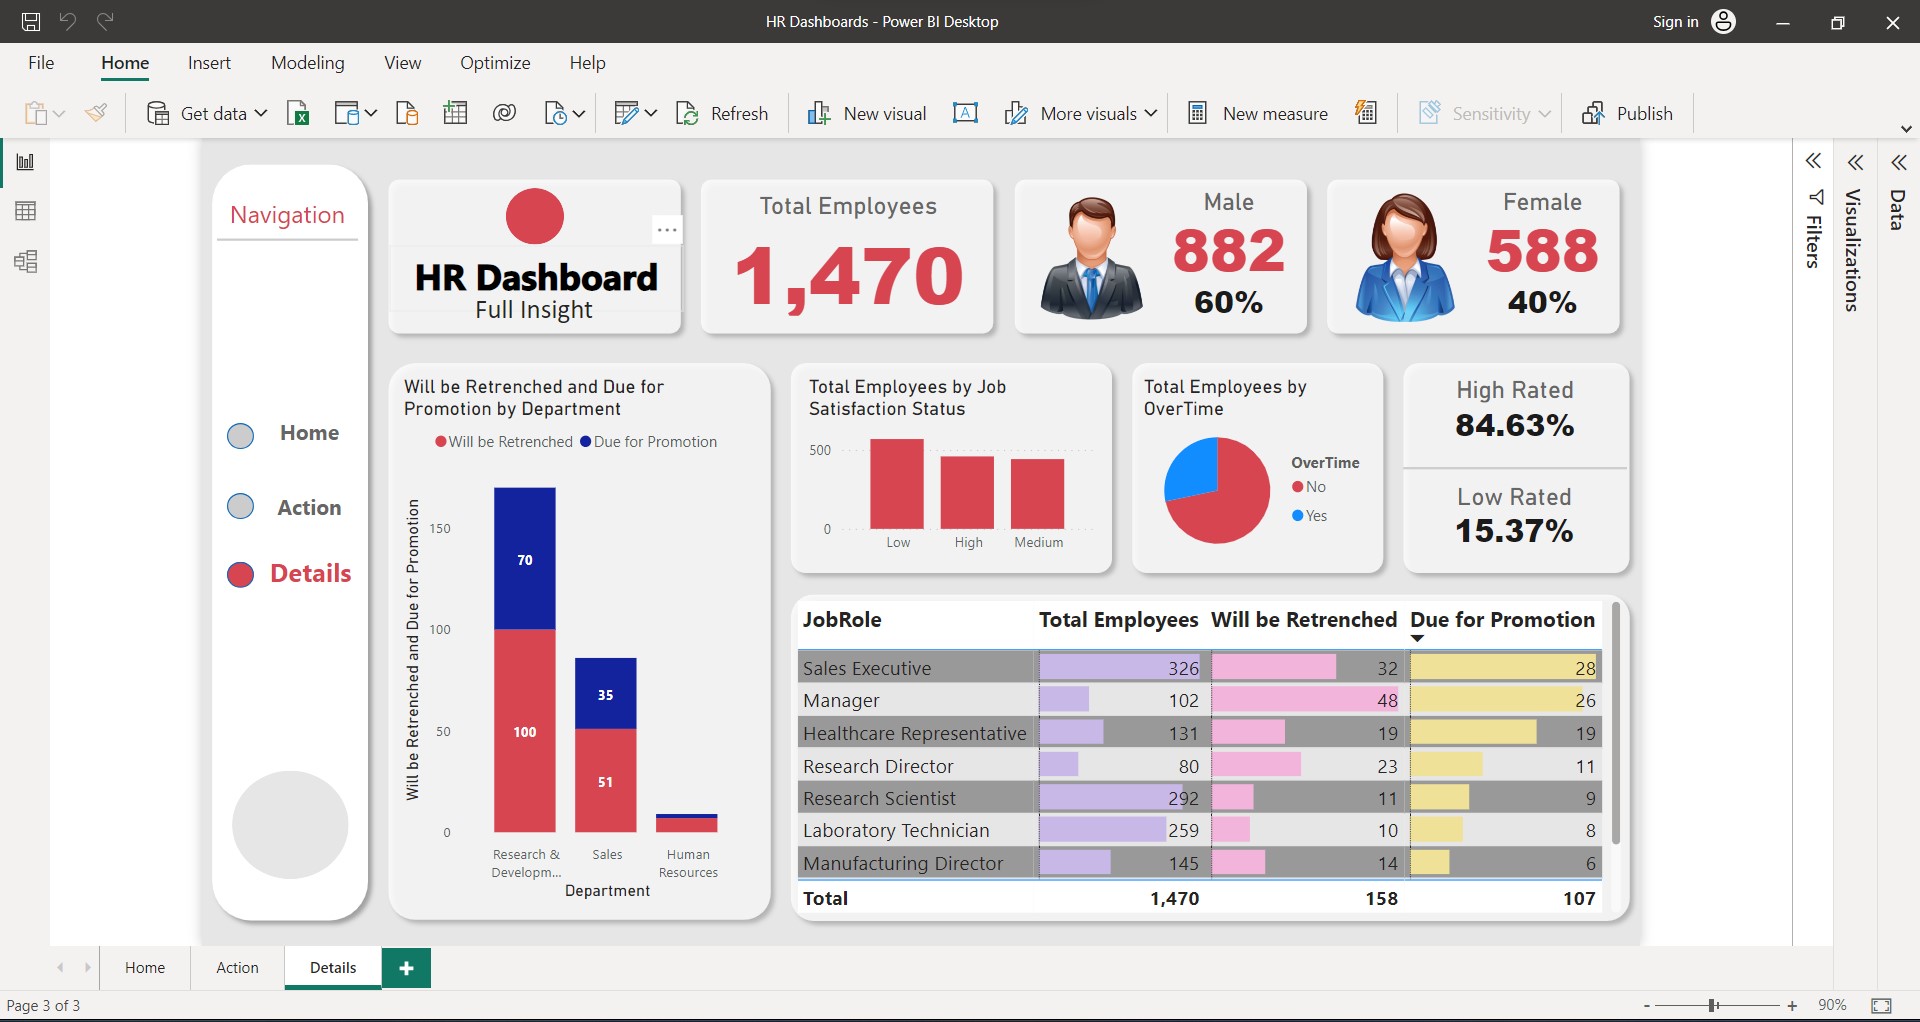 HR Dashboards - Power BI Desktop
Sign in
File Home Insert Modeling View Optimize Help
Get data Refresh New visual A More visuals New measure Sensitivity Publish
Navigation
Home
Action
Details
HR Dashboard
Full Insight
Total Employees
1,470
Male
882
60%
Female
588
40%
Will be Retrenched and Due for
Promotion by Department
Will be Retrenched Due for Promotion
Will be Retrenched and Due for Promotion
150
100
50
0
70
100
35
51
Research &
Developm...
Sales
Human
Resources
Department
Total Employees by Job
Satisfaction Status
500
0
Low High Medium
Total Employees by
OverTime
OverTime
No
Yes
High Rated
84.63%
Low Rated
15.37%
JobRole Total Employees Will be Retrenched Due for Promotion
Sales Executive 326 32 28
Manager 102 48 26
Healthcare Representative 131 19 19
Research Director 80 23 11
Research Scientist 292 11 9
Laboratory Technician 259 10 8
Manufacturing Director 145 14 6
Total 1,470 158 107
Filters
Visualizations
Data
Home Action Details +
Page 3 of 3
- + 90%